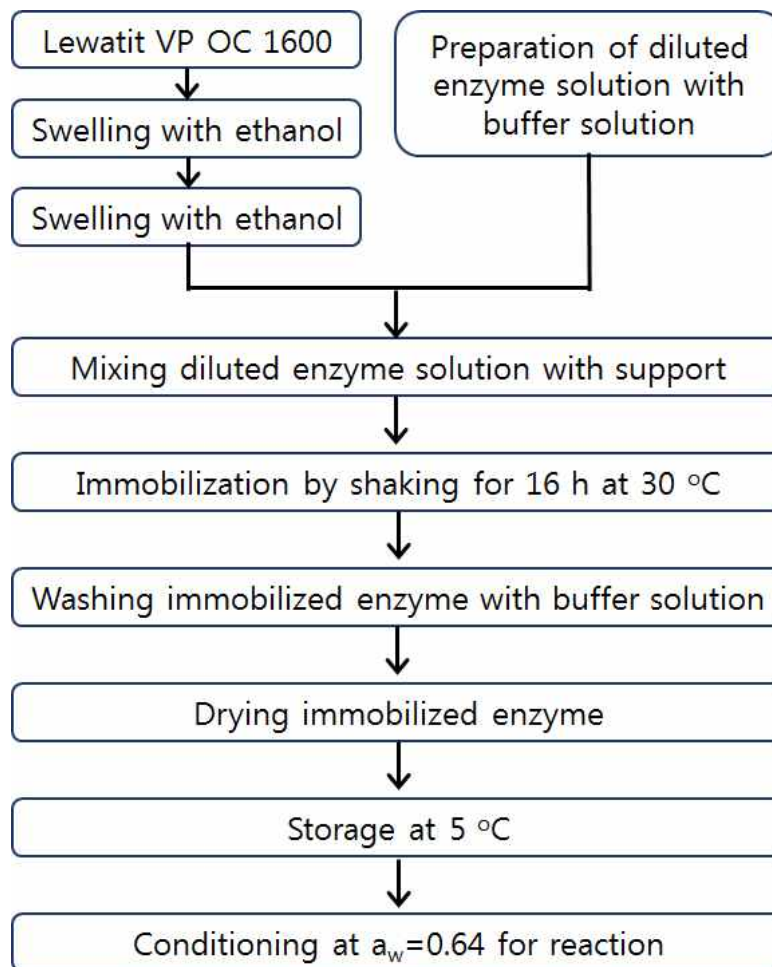 Lewatit VP OC 1600
Swelling with ethanol
Swelling with ethanol
Preparation of diluted
enzyme solution with
buffer solution
Mixing diluted enzyme solution with support
Immobilization by shaking for 16 h at 30 ºC
Washing immobilized enzyme with buffer solution
Drying immobilized enzyme
Storage at 5 ºC
Conditioning at aw=0.64 for reaction